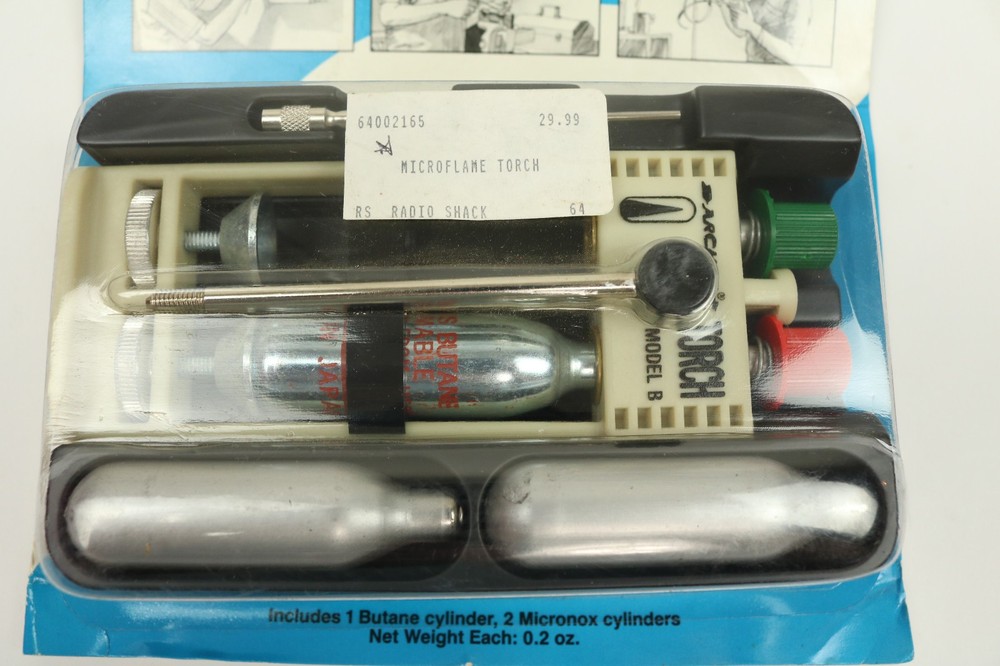 64002165 29.99
MICROFLAME TORCH
RS RADIO SHACK 64
TORCH
MODEL B
BUTANE
Includes 1 Butane cylinder, 2 Micronox cylinders
Net Weight Each: 0.2 oz.